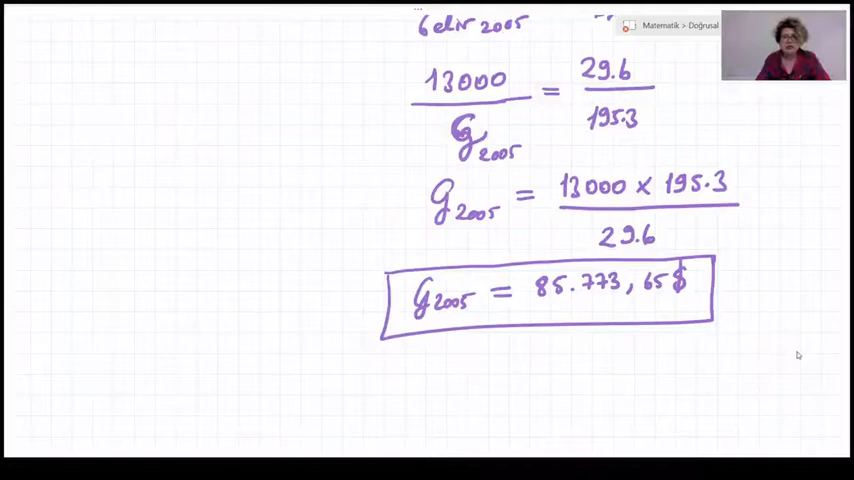 Gelir 2005
Matematik > Doğrusal
13000 = 29.6
G2005 195.3
G2005 = 13000 x 195.3
29.6
G2005 = 85.773,65$